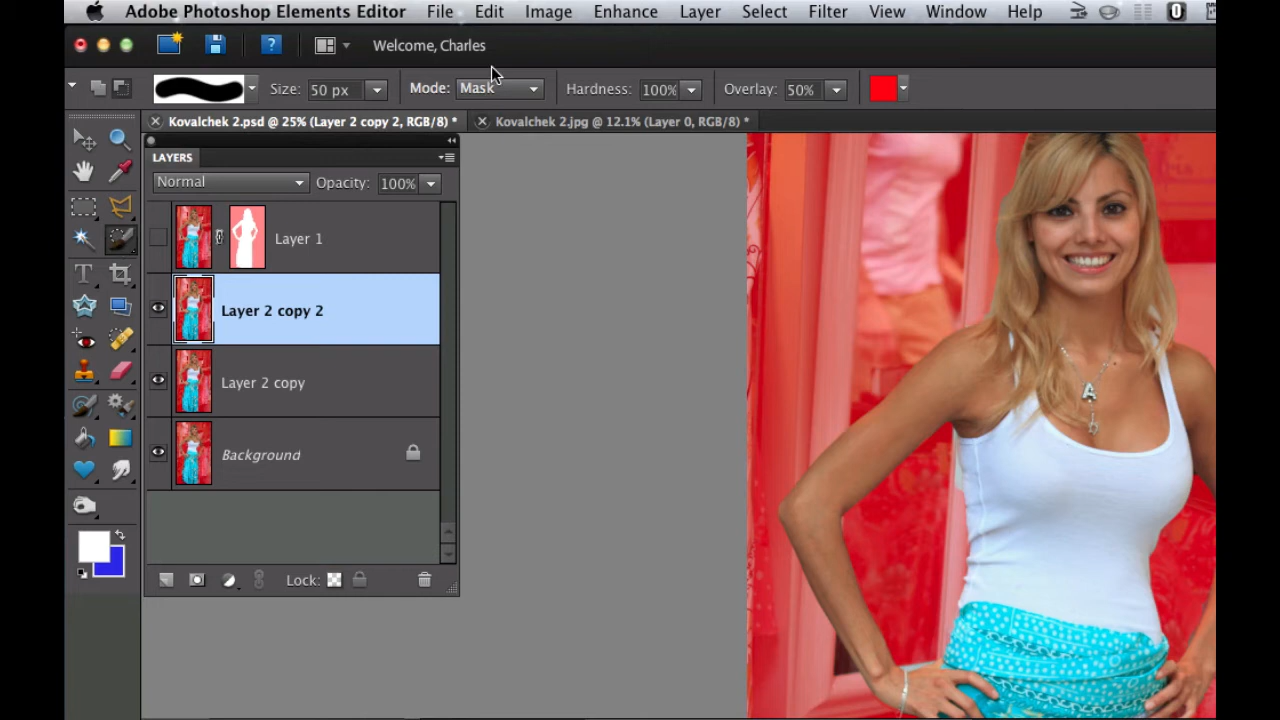 Adobe Photoshop Elements Editor File Edit Image Enhance Layer Select Filter View Window Help
Welcome, Charles
Size: 50 px Mode: Mask Hardness: 100% Overlay: 50%
Kovalchek 2.psd @ 25% (Layer 2 copy 2, RGB/8) * Kovalchek 2.jpg @ 12.1% (Layer 0, RGB/8) *
LAYERS
Normal Opacity: 100%
Layer 1
Layer 2 copy 2
Layer 2 copy
Background
Lock:
A